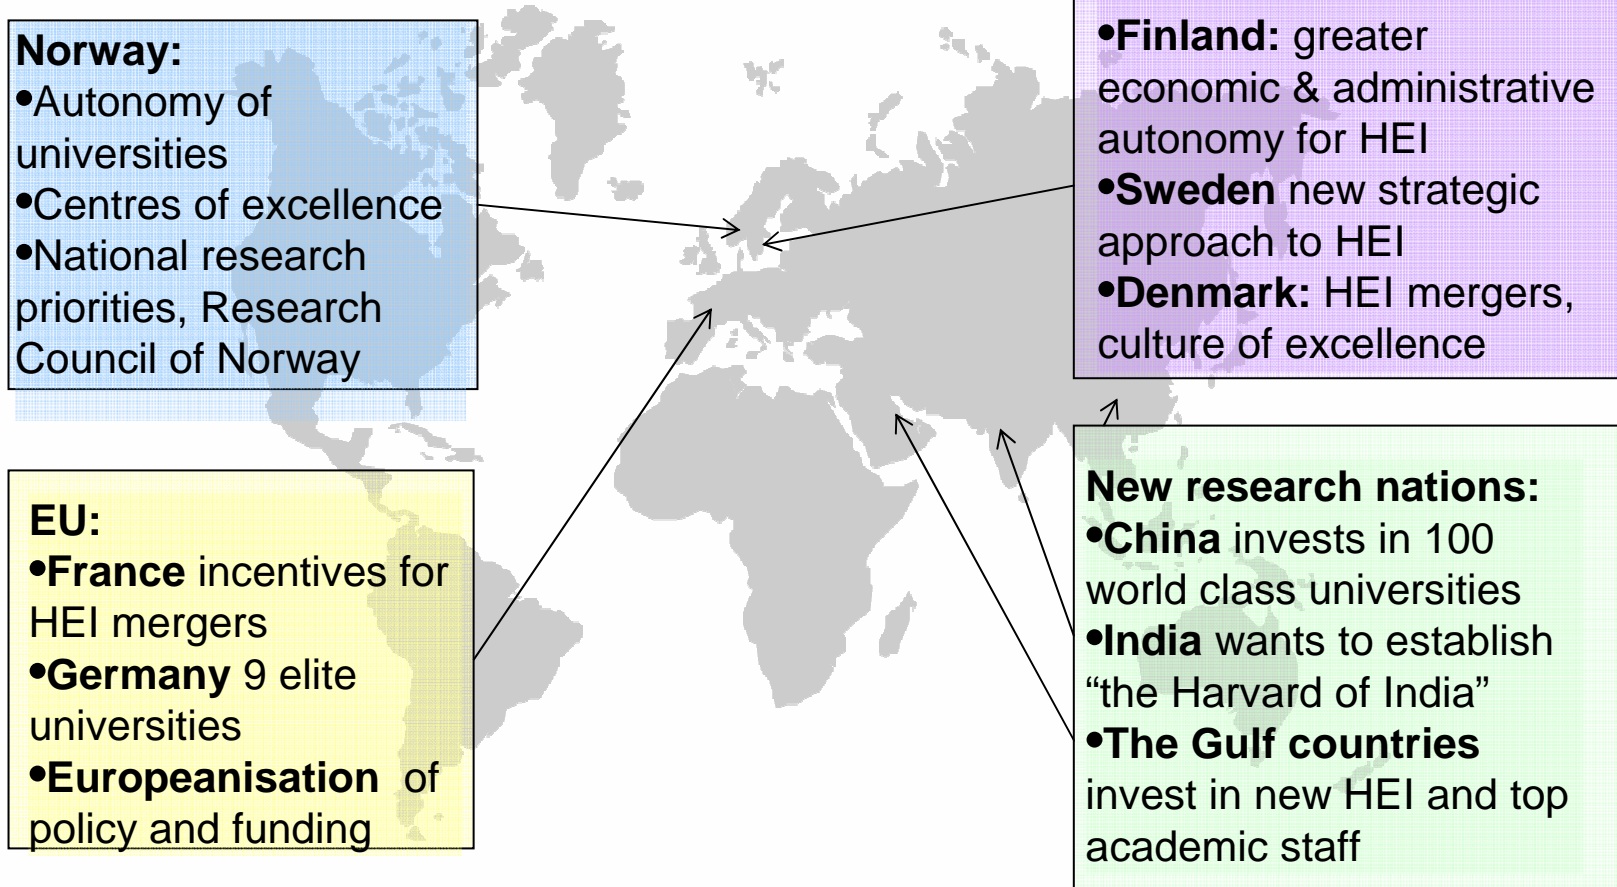 Norway:
•Autonomy of
universities
•Centres of excellence
•National research
priorities, Research
Council of Norway
•Finland: greater
economic & administrative
autonomy for HEI
•Sweden new strategic
approach to HEI
•Denmark: HEI mergers,
culture of excellence
EU:
•France incentives for
HEI mergers
•Germany 9 elite
universities
•Europeanisation of
policy and funding
New research nations:
•China invests in 100
world class universities
•India wants to establish
“the Harvard of India”
•The Gulf countries
invest in new HEI and top
academic staff